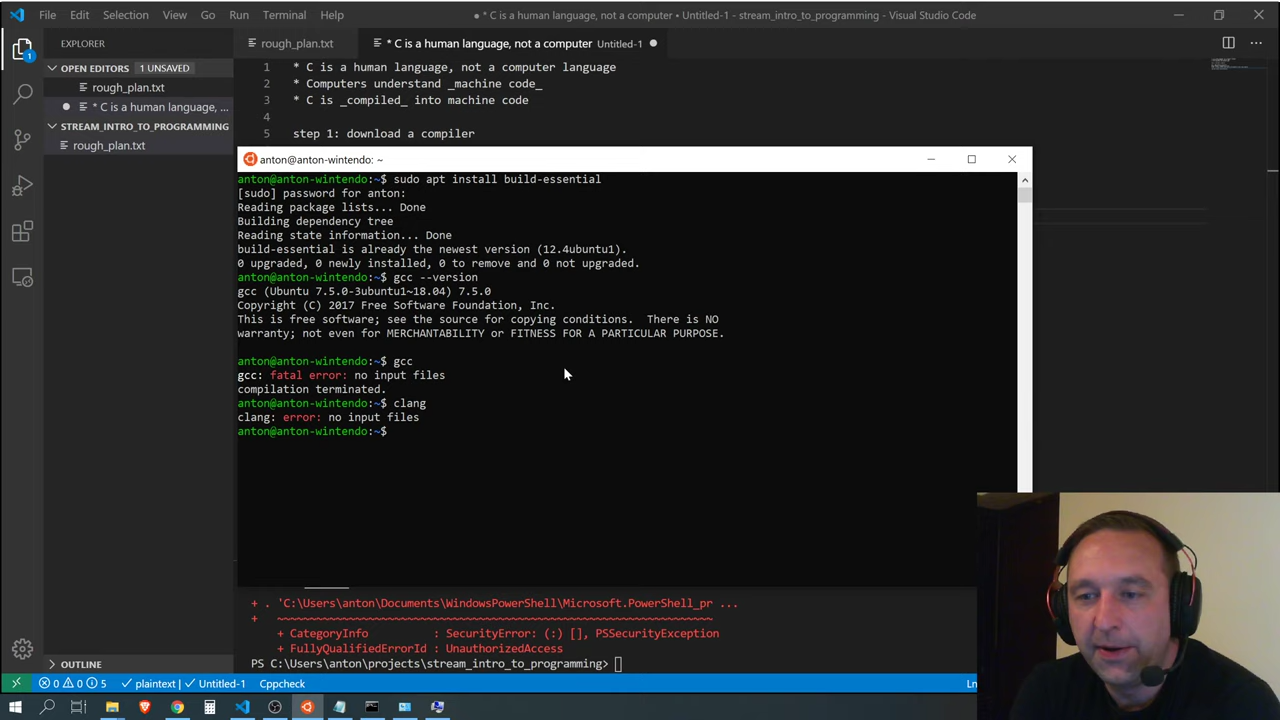 File Edit Selection View Go Run Terminal Help
* C is a human language, not a computer • Untitled-1 - stream_intro_to_programming - Visual Studio Code
EXPLORER
rough_plan.txt
* C is a human language, not a computer Untitled-1
OPEN EDITORS 1 UNSAVED
rough_plan.txt
* C is a human language, ...
STREAM_INTRO_TO_PROGRAMMING
rough_plan.txt
1
1 * C is a human language, not a computer language
2 * Computers understand _machine code_
3 * C is _compiled_ into machine code
4
5 step 1: download a compiler
anton@anton-wintendo: ~
anton@anton-wintendo:~$ sudo apt install build-essential
[sudo] password for anton:
Reading package lists... Done
Building dependency tree
Reading state information... Done
build-essential is already the newest version (12.4ubuntu1).
0 upgraded, 0 newly installed, 0 to remove and 0 not upgraded.
anton@anton-wintendo:~$ gcc --version
gcc (Ubuntu 7.5.0-3ubuntu1~18.04) 7.5.0
Copyright (C) 2017 Free Software Foundation, Inc.
This is free software; see the source for copying conditions.  There is NO
warranty; not even for MERCHANTABILITY or FITNESS FOR A PARTICULAR PURPOSE.
anton@anton-wintendo:~$ gcc
gcc: fatal error: no input files
compilation terminated.
anton@anton-wintendo:~$ clang
clang: error: no input files
anton@anton-wintendo:~$
+ . 'C:\Users\anton\Documents\WindowsPowerShell\Microsoft.PowerShell_pr ...
+ ~~~~~~~~~~~~~~~~~~~~~~~~~~~~~~~~~~~~~~~~~~~~~~~~~~~~~~~~~~~~~~~~~
+ CategoryInfo : SecurityError: (:) [], PSSecurityException
+ FullyQualifiedErrorId : UnauthorizedAccess
PS C:\Users\anton\projects\stream_intro_to_programming>
OUTLINE
0 0 5 plaintext | Untitled-1 Cppcheck
Ln